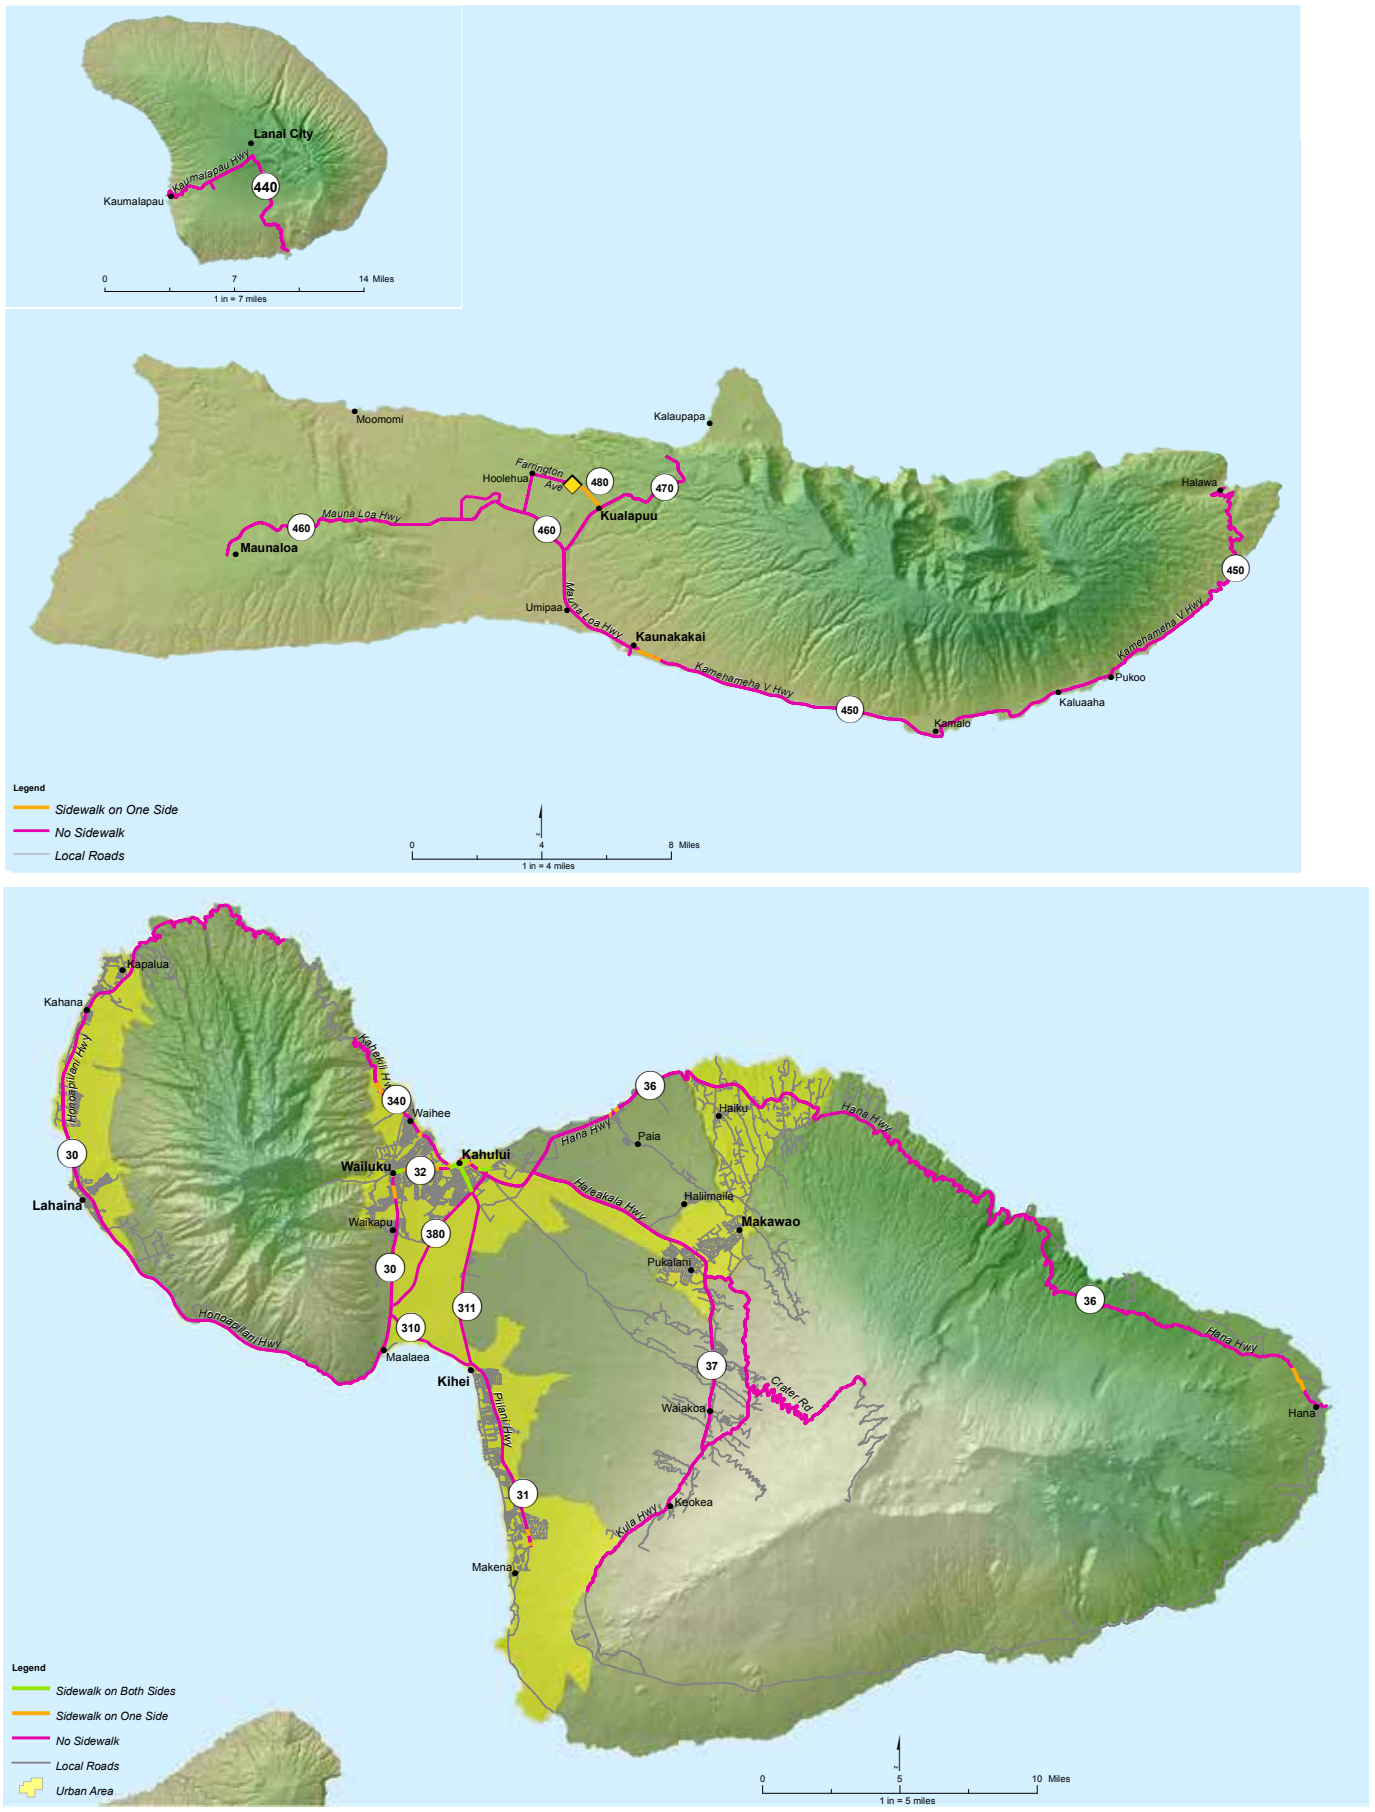 Lanai City
Kaumalapau Hwy
440
Kaumalapau
0 7 14 Miles
1 in = 7 miles
Moomomi
Kalaupapa
Farrington
Ave
Hoolehua
480
470
Halawa
Mauna Loa Hwy
460
460
Kualapuu
Maunaloa
450
Umipaa
Mauna Loa Hwy
Kaunakakai
Kamehameha V Hwy
Kamehameha V Hwy
Pukoo
Kaluaaha
450
Kamalo
Legend
Sidewalk on One Side
No Sidewalk
Local Roads
0 4 8 Miles
1 in = 4 miles
Kapalua
Kahana
Honoapiilani Hwy
Kahekili Hwy
340
Waihee
36
Haiku
Hana Hwy
Hana Hwy
Paia
30
Kahului
Wailuku
32
Lahaina
Haleakala Hwy
Haliimaile
Waikapu
380
Makawao
30
Pukalani
311
36
310
Honoapiilani Hwy
Maalaea
Hana Hwy
Kihei
37
Piilani Hwy
Crater Rd
Waiakoa
Hana
31
Kula Hwy
Keokea
Makena
Legend
Sidewalk on Both Sides
Sidewalk on One Side
No Sidewalk
Local Roads
Urban Area
0 5 10 Miles
1 in = 5 miles